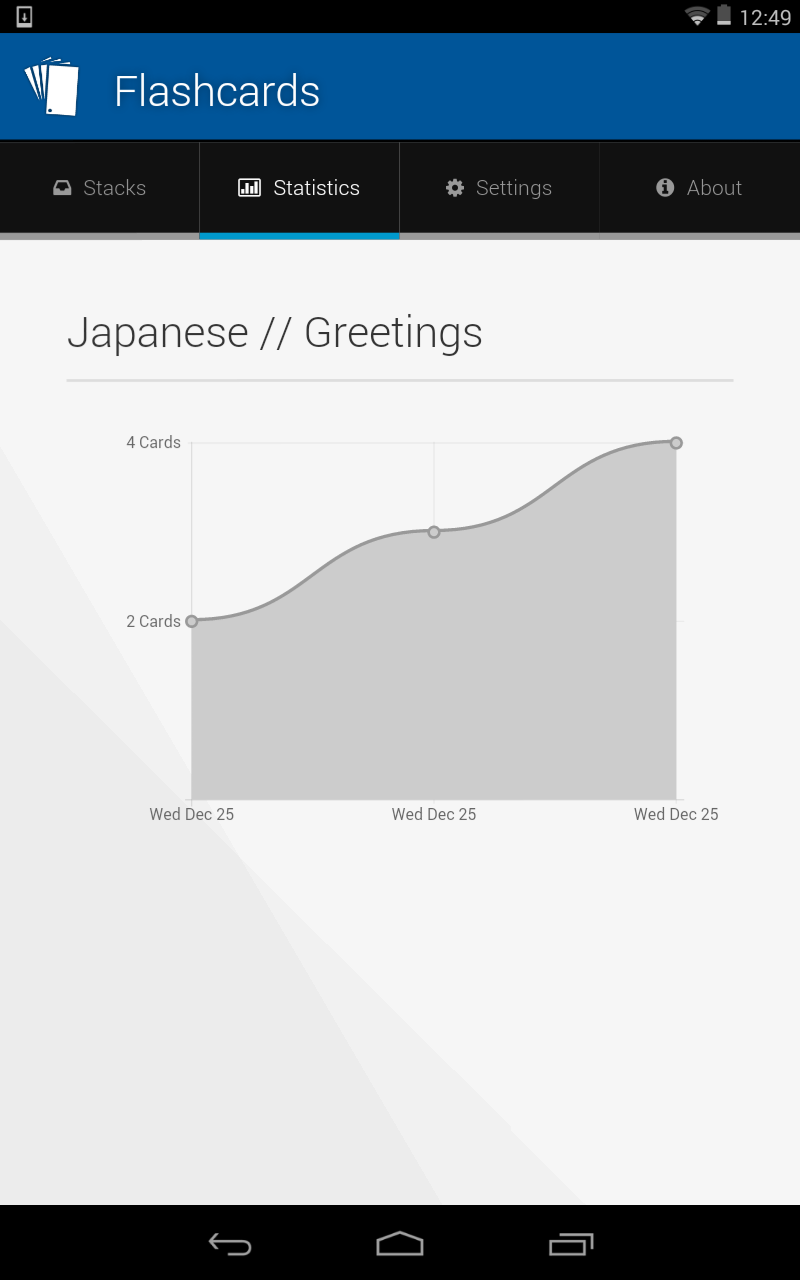 12:49
Flashcards
Stacks
Statistics
Settings
About
Japanese // Greetings
4 Cards
2 Cards
Wed Dec 25
Wed Dec 25
Wed Dec 25